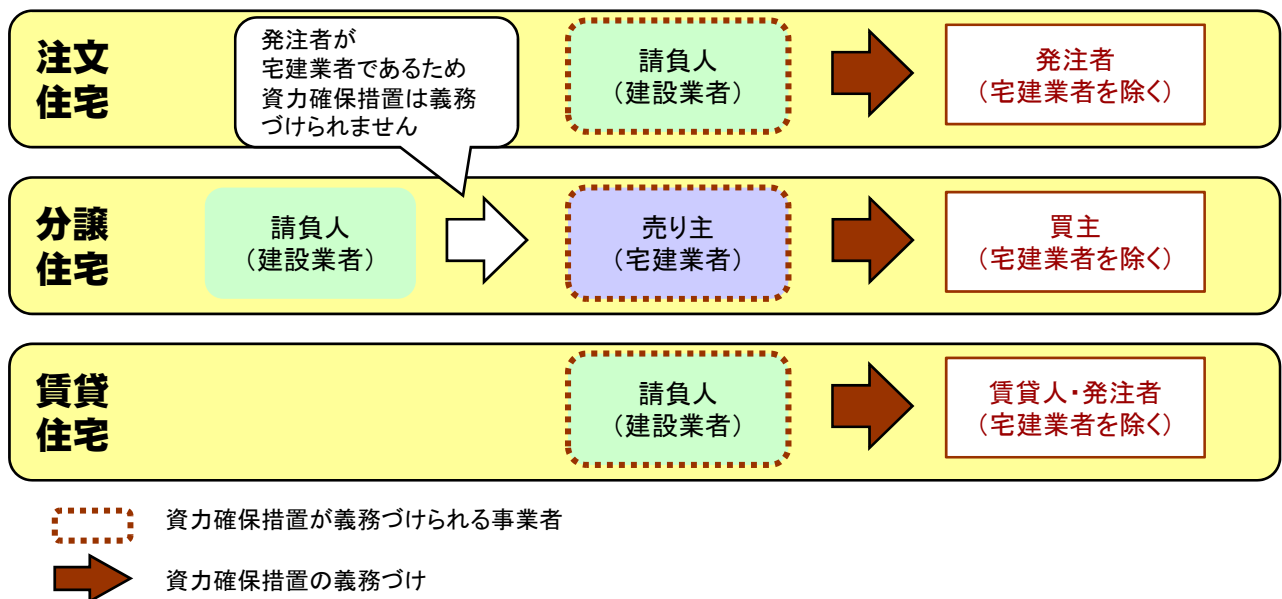 注文
住宅
発注者が
宅建業者であるため
資力確保措置は義務
づけられません
請負人
（建設業者）
発注者
（宅建業者を除く）
分譲
住宅
請負人
（建設業者）
売り主
（宅建業者）
買主
（宅建業者を除く）
賃貸
住宅
請負人
（建設業者）
賃貸人・発注者
（宅建業者を除く）
資力確保措置が義務づけられる事業者
資力確保措置の義務づけ